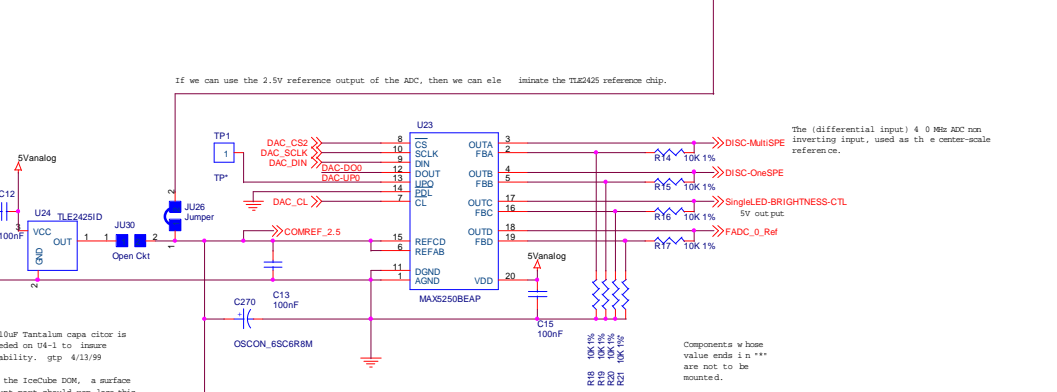 If we can use the 2.5V reference output of the ADC, then we can ele iminate the TLE2425 reference chip.
U23
TP1
1
TP*
DAC_CS2
DAC_SCLK
DAC_DIN
DAC-DO0
DAC-UP0
DAC_CL
8
10
9
12
13
14
7
15
6
11
1
CS
SCLK
DIN
DOUT
UPO
PDL
CL
REFCD
REFAB
DGND
AGND
OUTA
FBA
OUTB
FBB
OUTC
FBC
OUTD
FBD
VDD
3
2
4
5
17
16
18
19
20
MAX5250BEAP
R14 10K 1%
R15 10K 1%
R16 10K 1%
R17 10K 1%
DISC-MultiSPE
DISC-OneSPE
SingleLED-BRIGHTNESS-CTL
5V output
FADC_0_Ref
The (differential input) 4 0 MHz ADC non
inverting input, used as th e center-scale
reference.
5Vanalog
C12
100nF
U24
TLE2425ID
3
VCC
OUT
GND
1
2
JU30
1
2
Open Ckt
2
JU26
Jumper
1
COMREF_2.5
C13
100nF
C270
+
OSCON_6SC6R8M
5Vanalog
C15
100nF
R18 10K 1%
R19 10K 1%
R20 10K 1%
R21 10K 1%
Components whose
value ends in "*"
are not to be
mounted.
10uF Tantalum capa citor is
eded on U4-1 to insure
ability. gtp 4/13/99
the IceCube DOM, a surface